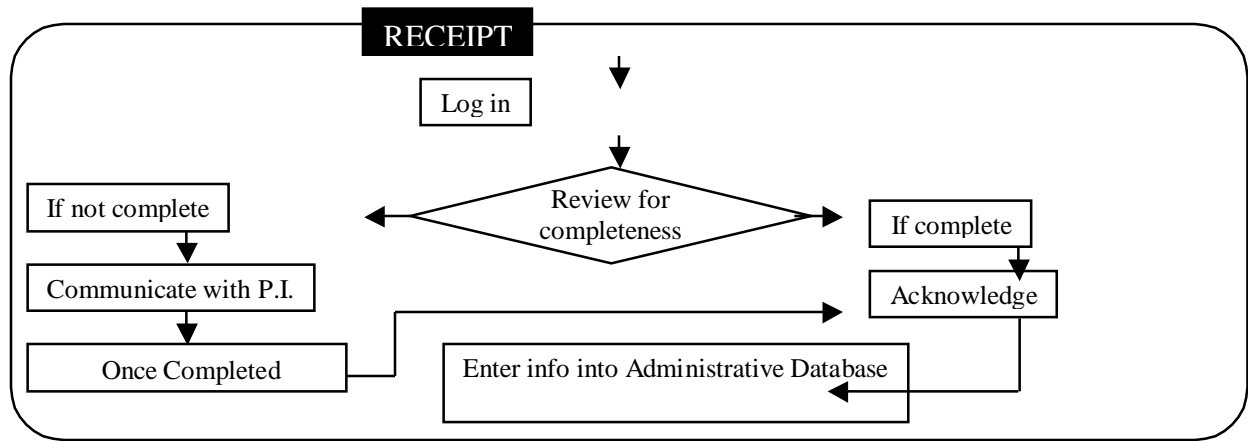 RECEIPT
Log in
Review for
completeness
If not complete
If complete
Communicate with P.I.
Acknowledge
Once Completed
Enter info into Administrative Database